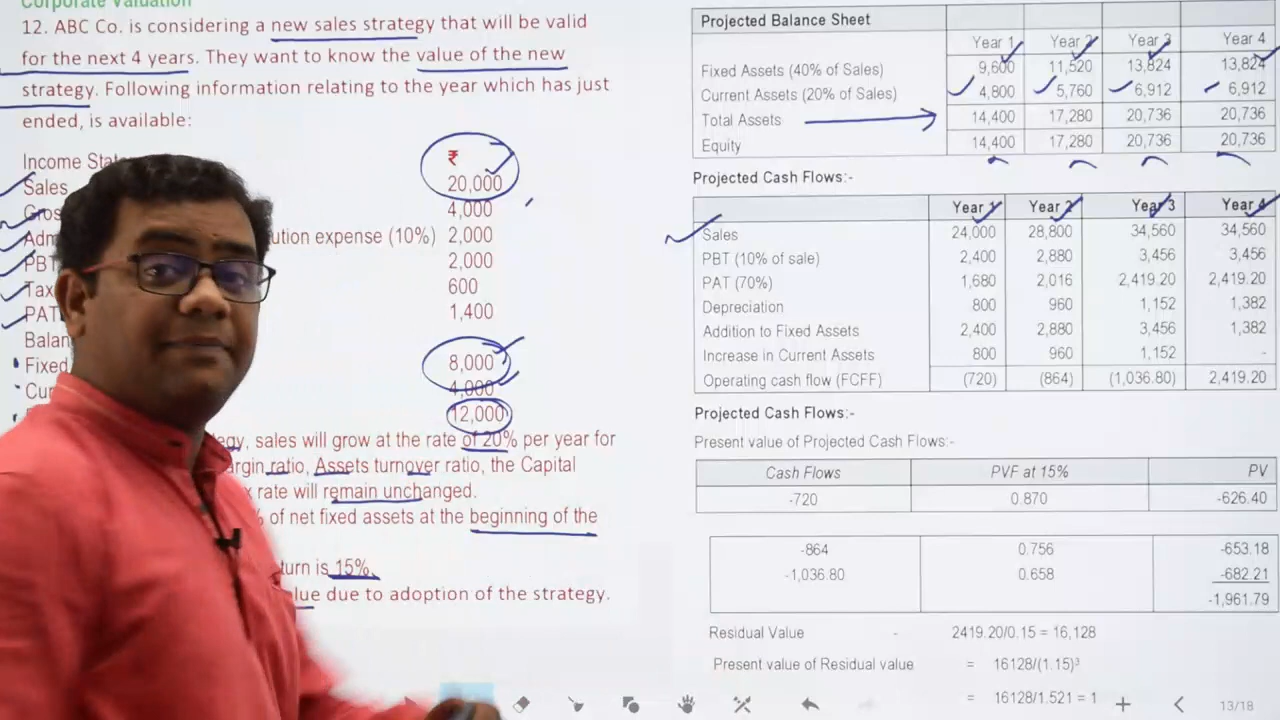 Corporate Valuation
12. ABC Co. is considering a new sales strategy that will be valid
for the next 4 years. They want to know the value of the new
strategy. Following information relating to the year which has just
ended, is available:
Income
₹
Sales 20,000
4,000
ution expense (10%) 2,000
PBT 2,000
Tax 600
PAT 1,400
Fixed 8,000
4,000
12,000
sales will grow at the rate of 20% per year for
ratio, Assets turnover ratio, the Capital
rate will remain unchanged.
of net fixed assets at the beginning of the
is 15%
due to adoption of the strategy.
Projected Balance Sheet
Year 1 Year 2 Year 3 Year 4
Fixed Assets (40% of Sales) 9,600 11,520 13,824 13,824
Current Assets (20% of Sales) 4,800 5,760 6,912 6,912
Total Assets 14,400 17,280 20,736 20,736
Equity 14,400 17,280 20,736 20,736
Projected Cash Flows:-
Year 1 Year 2 Year 3 Year 4
Sales 24,000 28,800 34,560 34,560
PBT (10% of sale) 2,400 2,880 3,456 3,456
PAT (70%) 1,680 2,016 2,419.20 2,419.20
Depreciation 800 960 1,152 1,382
Addition to Fixed Assets 2,400 2,880 3,456 1,382
Increase in Current Assets 800 960 1,152 -
Operating cash flow (FCFF) (720) (864) (1,036.80) 2,419.20
Projected Cash Flows:-
Present value of Projected Cash Flows:-
Cash Flows PVF at 15% PV
-720 0.870 -626.40
-864 0.756 -653.18
-1,036.80 0.658 -682.21
-1,961.79
Residual Value - 2419.20/0.15 = 16,128
Present value of Residual value = 16128/(1.15)³
= 16128/1.521 = 1
13/18